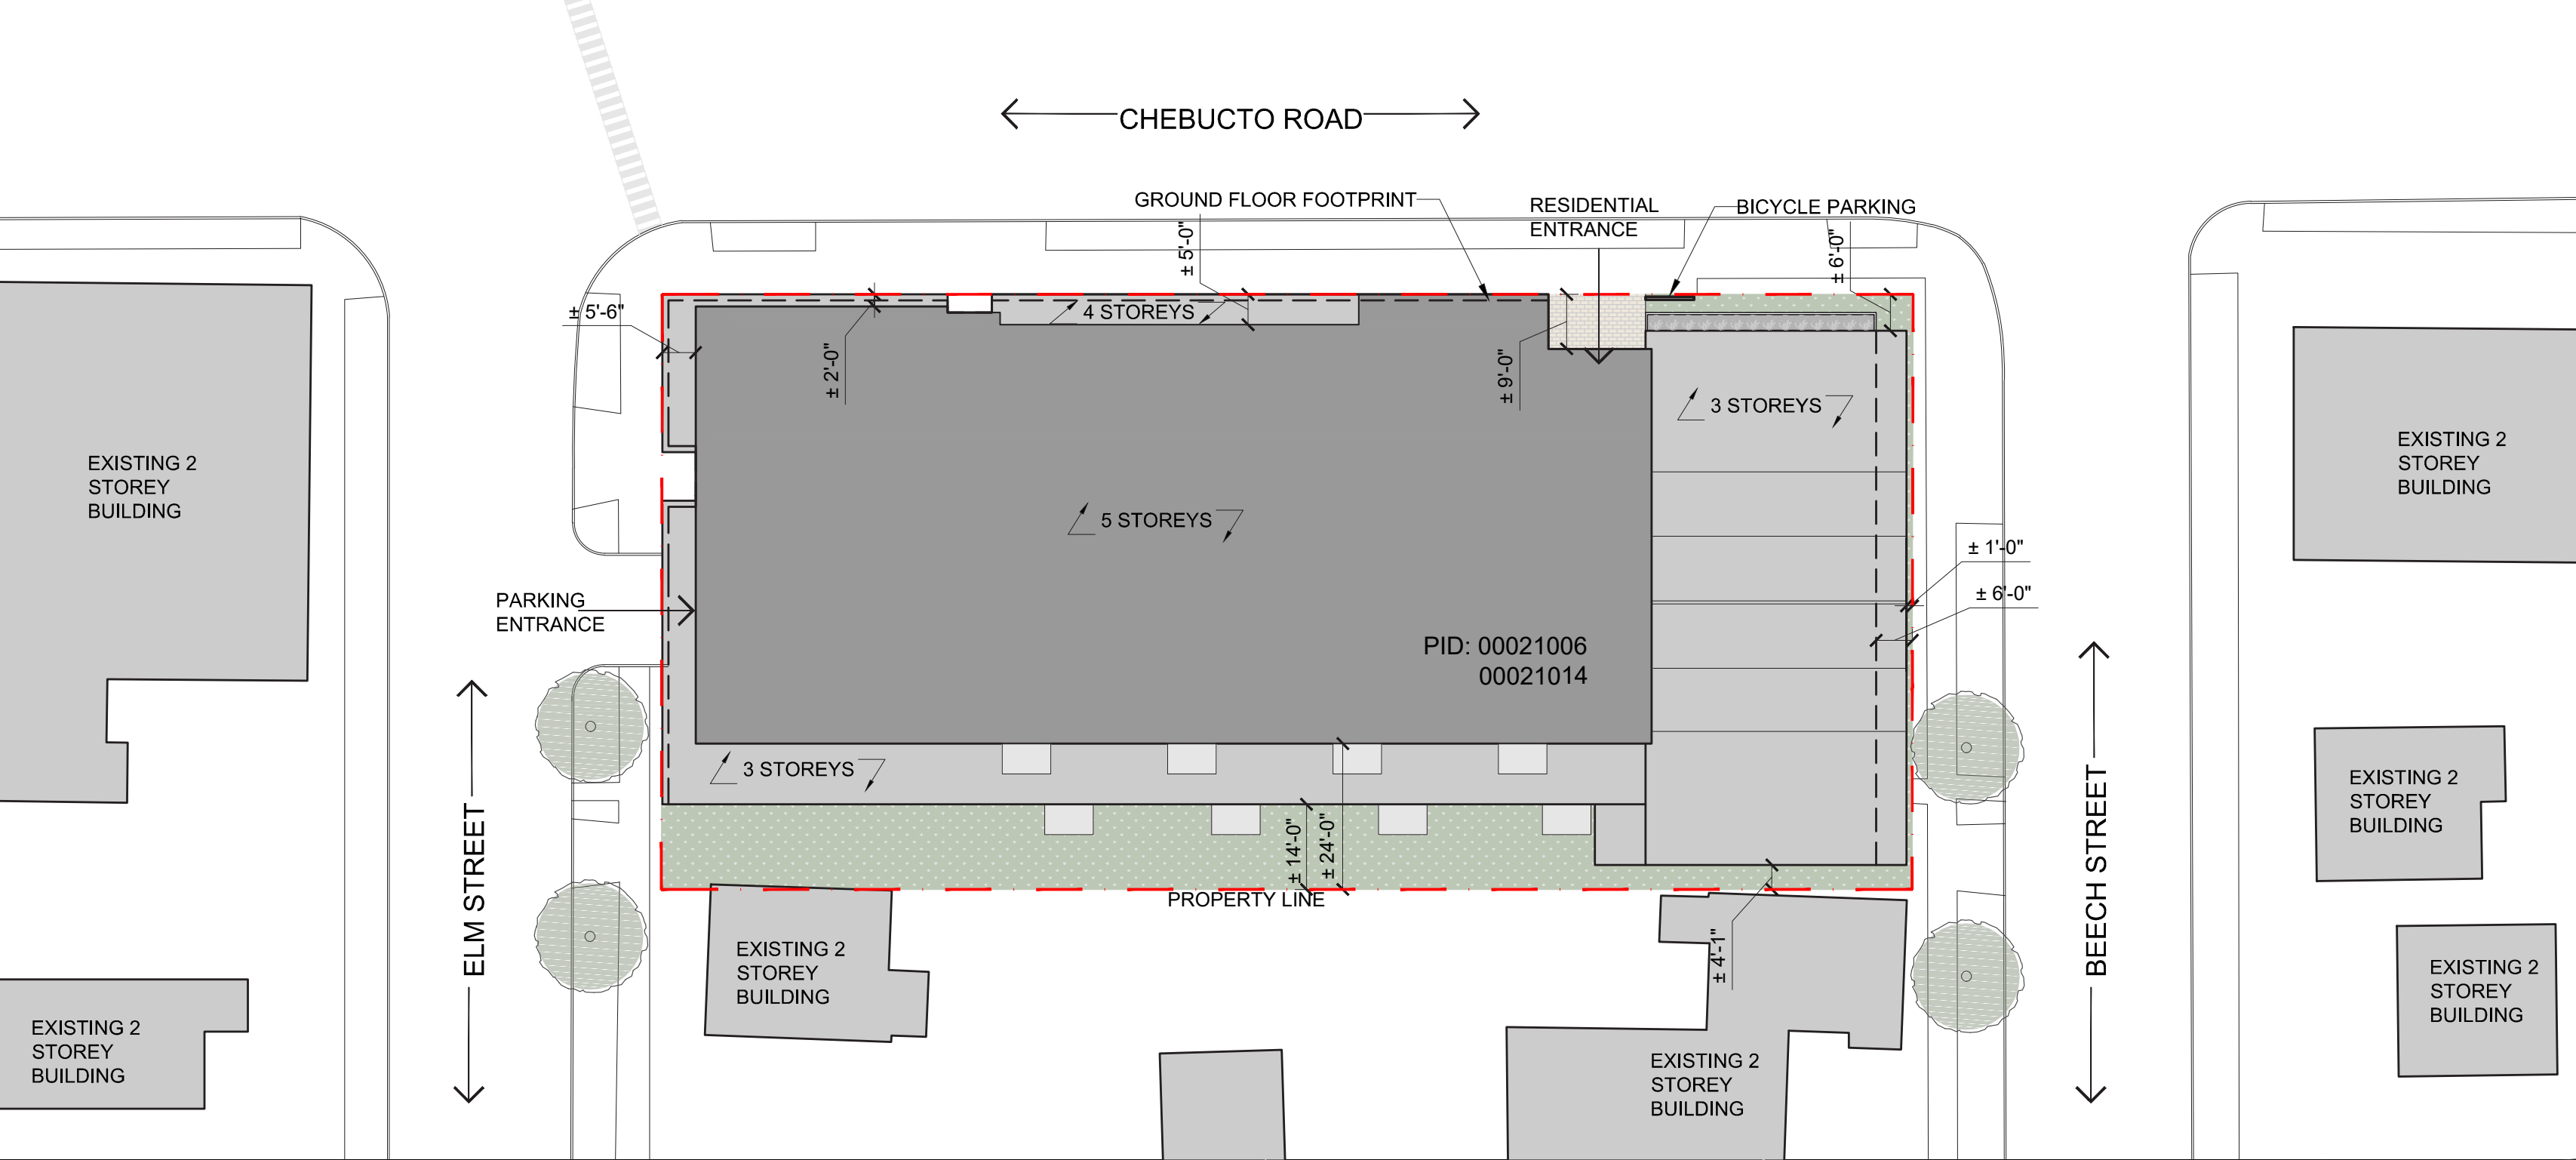 CHEBUCTO ROAD
GROUND FLOOR FOOTPRINT
RESIDENTIAL
ENTRANCE
BICYCLE PARKING
± 5'-0"
± 6'-0"
± 5'-6"
4 STOREYS
± 2'-0"
± 9'-0"
3 STOREYS
EXISTING 2
STOREY
BUILDING
EXISTING 2
STOREY
BUILDING
5 STOREYS
± 1'-0"
± 6'-0"
PARKING
ENTRANCE
PID: 00021006
00021014
3 STOREYS
EXISTING 2
STOREY
BUILDING
± 14'-0"
± 24'-0"
PROPERTY LINE
ELM STREET
BEECH STREET
± 4'-1"
EXISTING 2
STOREY
BUILDING
EXISTING 2
STOREY
BUILDING
EXISTING 2
STOREY
BUILDING
EXISTING 2
STOREY
BUILDING